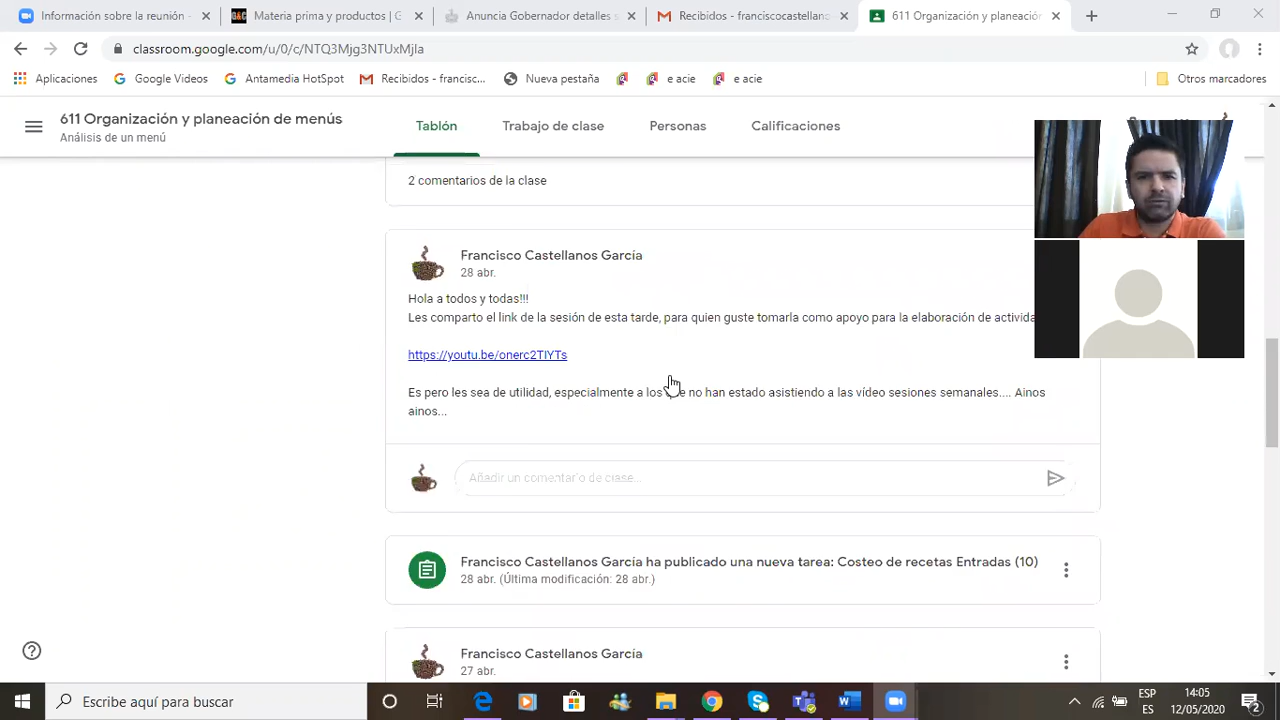 Información sobre la reunión -
Materia prima y productos | G
Anuncia Gobernador detalles s
Recibidos - franciscocastellano
611 Organización y planeació
classroom.google.com/u/0/c/NTQ3Mjg3NTUxMjla
Aplicaciones
Google Videos
Antamedia HotSpot
Recibidos - francisc...
Nueva pestaña
e acie
e acie
Otros marcadores
611 Organización y planeación de menús
Análisis de un menú
Tablón
Trabajo de clase
Personas
Calificaciones
2 comentarios de la clase
Francisco Castellanos García
28 abr.
Hola a todos y todas!!!
Les comparto el link de la sesión de esta tarde, para quien guste tomarla como apoyo para la elaboración de activida
https://youtu.be/onerc2TIYTs
Es pero les sea de utilidad, especialmente a los que no han estado asistiendo a las vídeo sesiones semanales.... Ainos
ainos...
Añadir un comentario de clase...
Francisco Castellanos García ha publicado una nueva tarea: Costeo de recetas Entradas (10)
28 abr. (Última modificación: 28 abr.)
Francisco Castellanos García
27 abr.
Escribe aquí para buscar
ESP
ES
14:05
12/05/2020
2